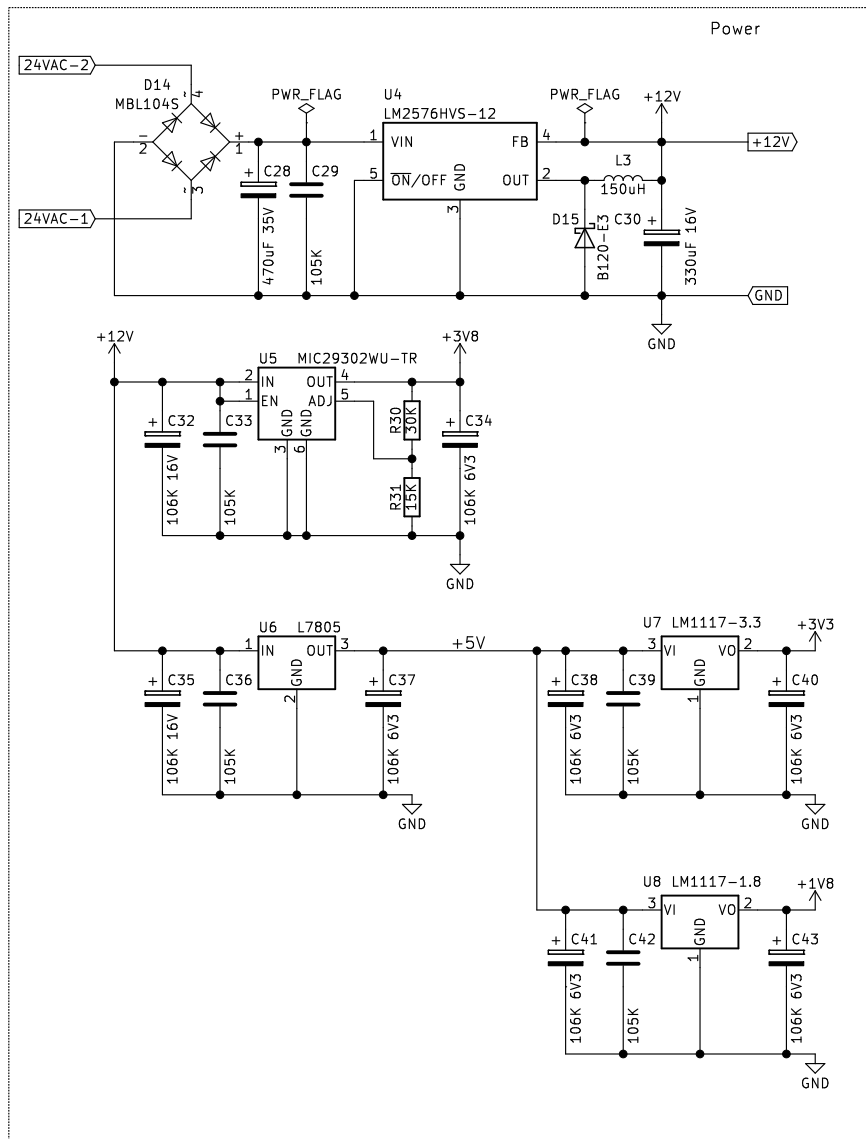 Power
24VAC-2
D14
MBL104S
~ 4
- 2
+ 1
~ 3
24VAC-1
PWR_FLAG
+ C28
470uF 35V
C29
105K
U4
LM2576HVS-12
1 VIN
FB 4
5 ON/OFF
GND
3
OUT 2
PWR_FLAG
+12V
+12V
L3
150uH
D15
B120-E3
C30 +
330uF 16V
GND
GND
+12V
U5 MIC29302WU-TR
+3V8
2 IN OUT 4
1 EN ADJ 5
GND GND
3 6
+ C32
106K 16V
C33
105K
R30
30K
R31
15K
+ C34
106K 6V3
GND
U6 L7805
1 IN OUT 3
GND
2
+5V
+ C35
106K 16V
C36
105K
+ C37
106K 6V3
GND
U7 LM1117-3.3
+3V3
3 VI VO 2
GND
1
+ C38
106K 6V3
C39
105K
+ C40
106K 6V3
GND
U8 LM1117-1.8
+1V8
3 VI VO 2
GND
1
+ C41
106K 6V3
C42
105K
+ C43
106K 6V3
GND